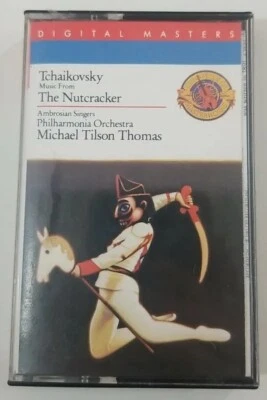 DIGITAL MASTERS
Tchaikovsky
Music From
The Nutcracker
Ambrosian Singers
Philharmonia Orchestra
Michael Tilson Thomas